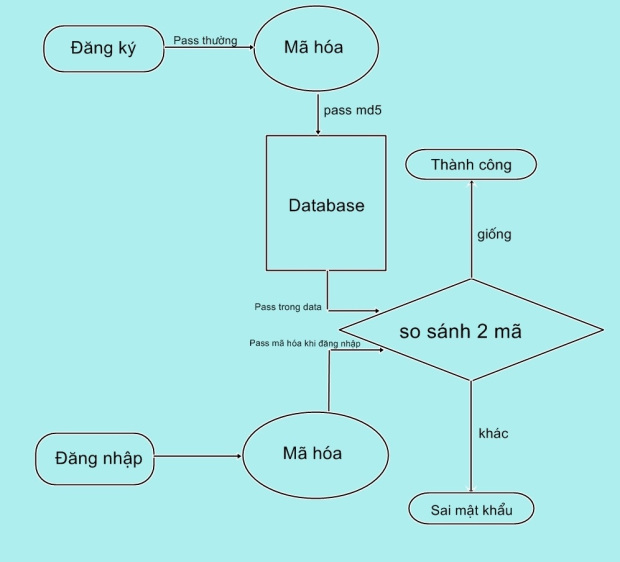 Đăng ký
Pass thường
Mã hóa
pass md5
Database
Thành công
giống
Pass trong data
so sánh 2 mã
Pass mã hóa khi đăng nhập
khác
Đăng nhập
Mã hóa
Sai mật khẩu